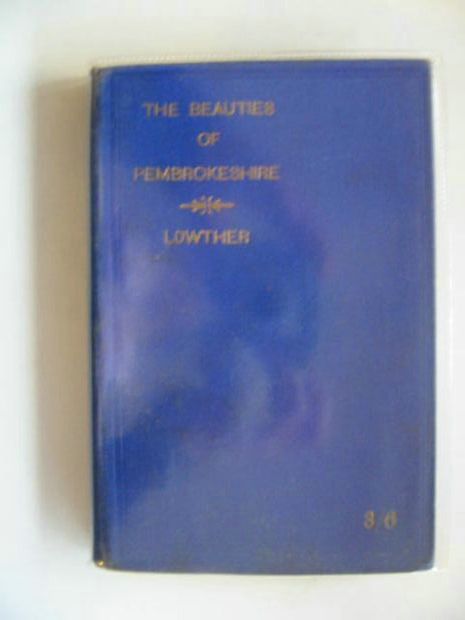 THE BEAUTIES
OF
PEMBROKESHIRE
LOWTHER
3/6